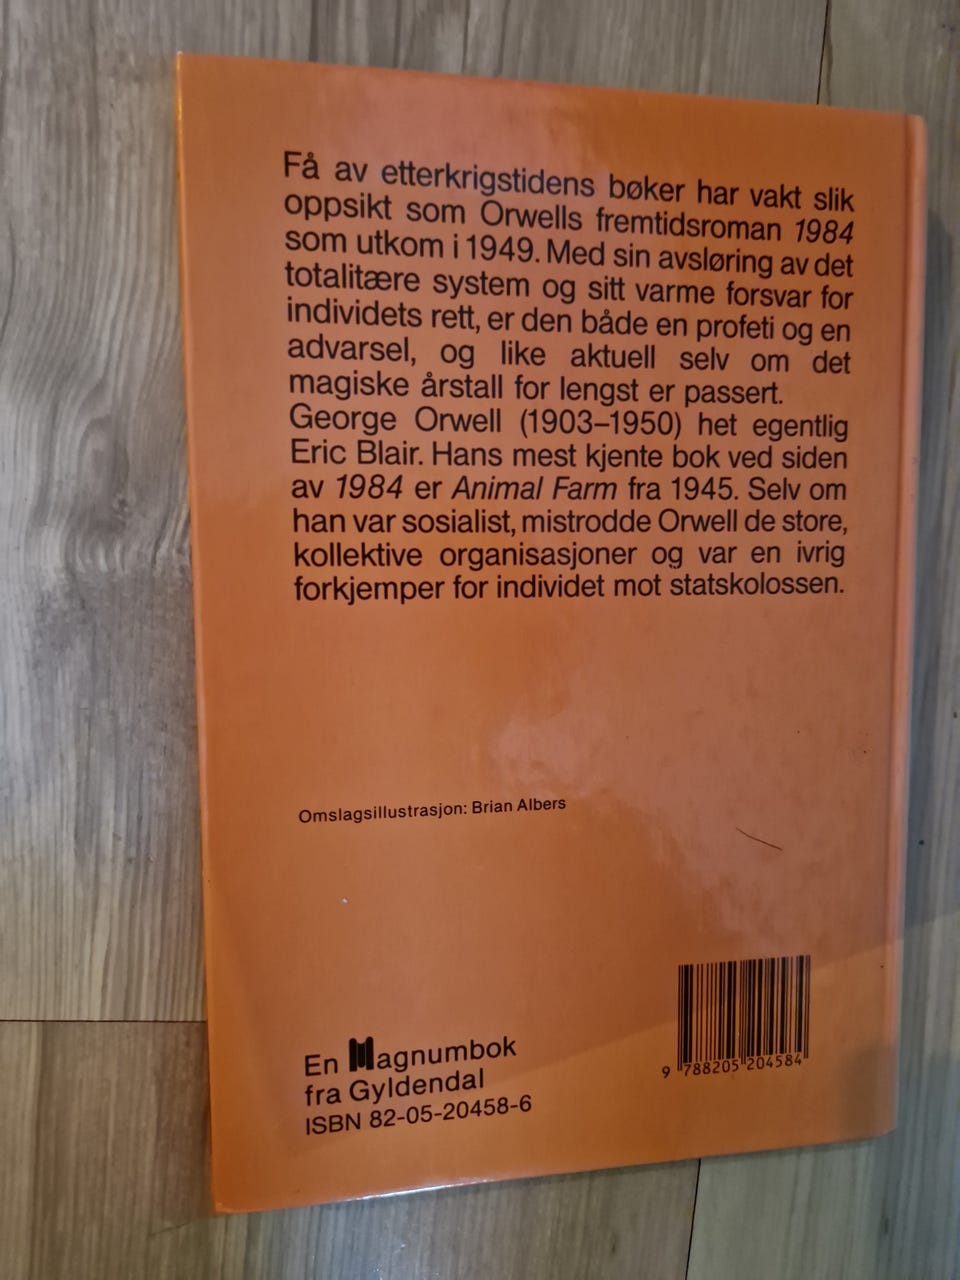 Få av etterkrigstidens bøker har vakt slik
oppsikt som Orwells fremtidsroman 1984
som utkom i 1949. Med sin avsløring av det
totalitære system og sitt varme forsvar for
individets rett, er den både en profeti og en
advarsel, og like aktuell selv om det
magiske årstall for lengst er passert.
George Orwell (1903–1950) het egentlig
Eric Blair. Hans mest kjente bok ved siden
av 1984 er Animal Farm fra 1945. Selv om
han var sosialist, mistrodde Orwell de store,
kollektive organisasjoner og var en ivrig
forkjemper for individet mot statskolossen.
Omslagsillustrasjon: Brian Albers
En Magnumbok
fra Gyldendal
ISBN 82-05-20458-6
9 788205 204584